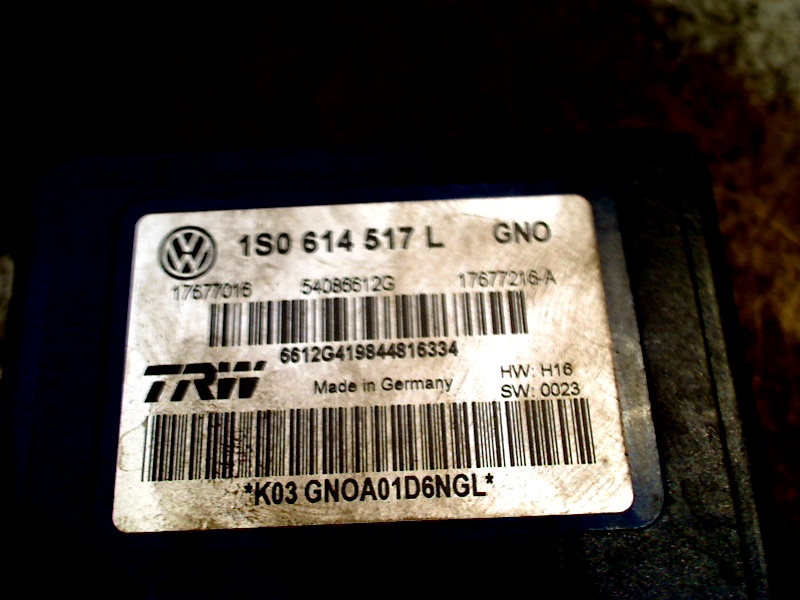 1S0 614 517 L GNO
17677016 54086612G 17677216-A
6612G419844816334
TRW Made in Germany HW: H16
SW: 0023
*K03 GNOA01D6NGL*